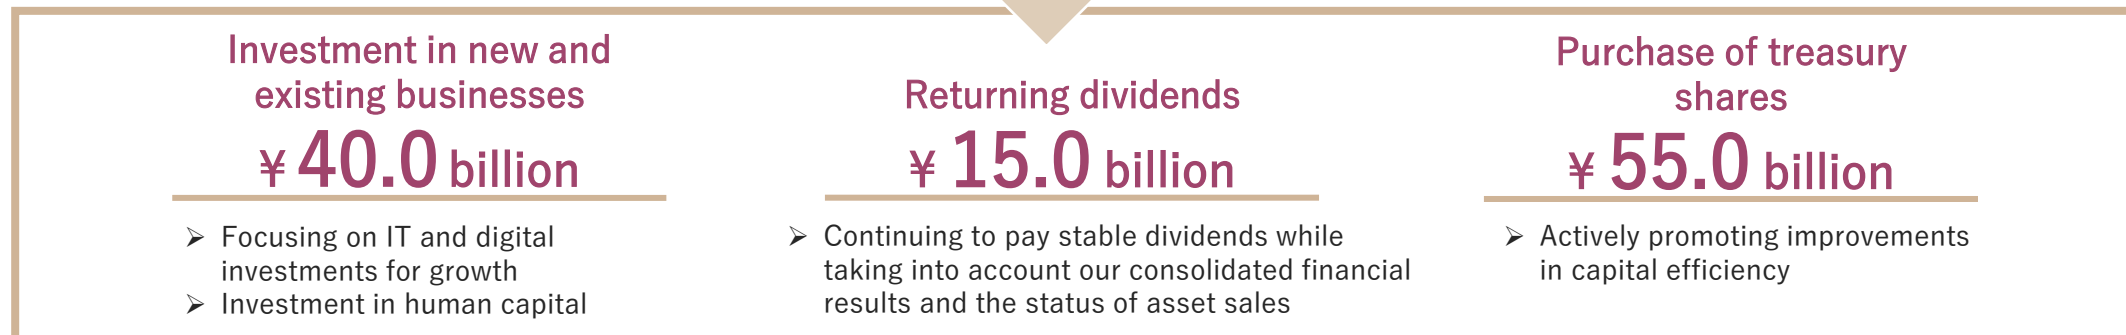 Investment in new and
existing businesses
¥ 40.0 billion
➢ Focusing on IT and digital
investments for growth
➢ Investment in human capital
Returning dividends
¥ 15.0 billion
➢ Continuing to pay stable dividends while
taking into account our consolidated financial
results and the status of asset sales
Purchase of treasury
shares
¥ 55.0 billion
➢ Actively promoting improvements
in capital efficiency